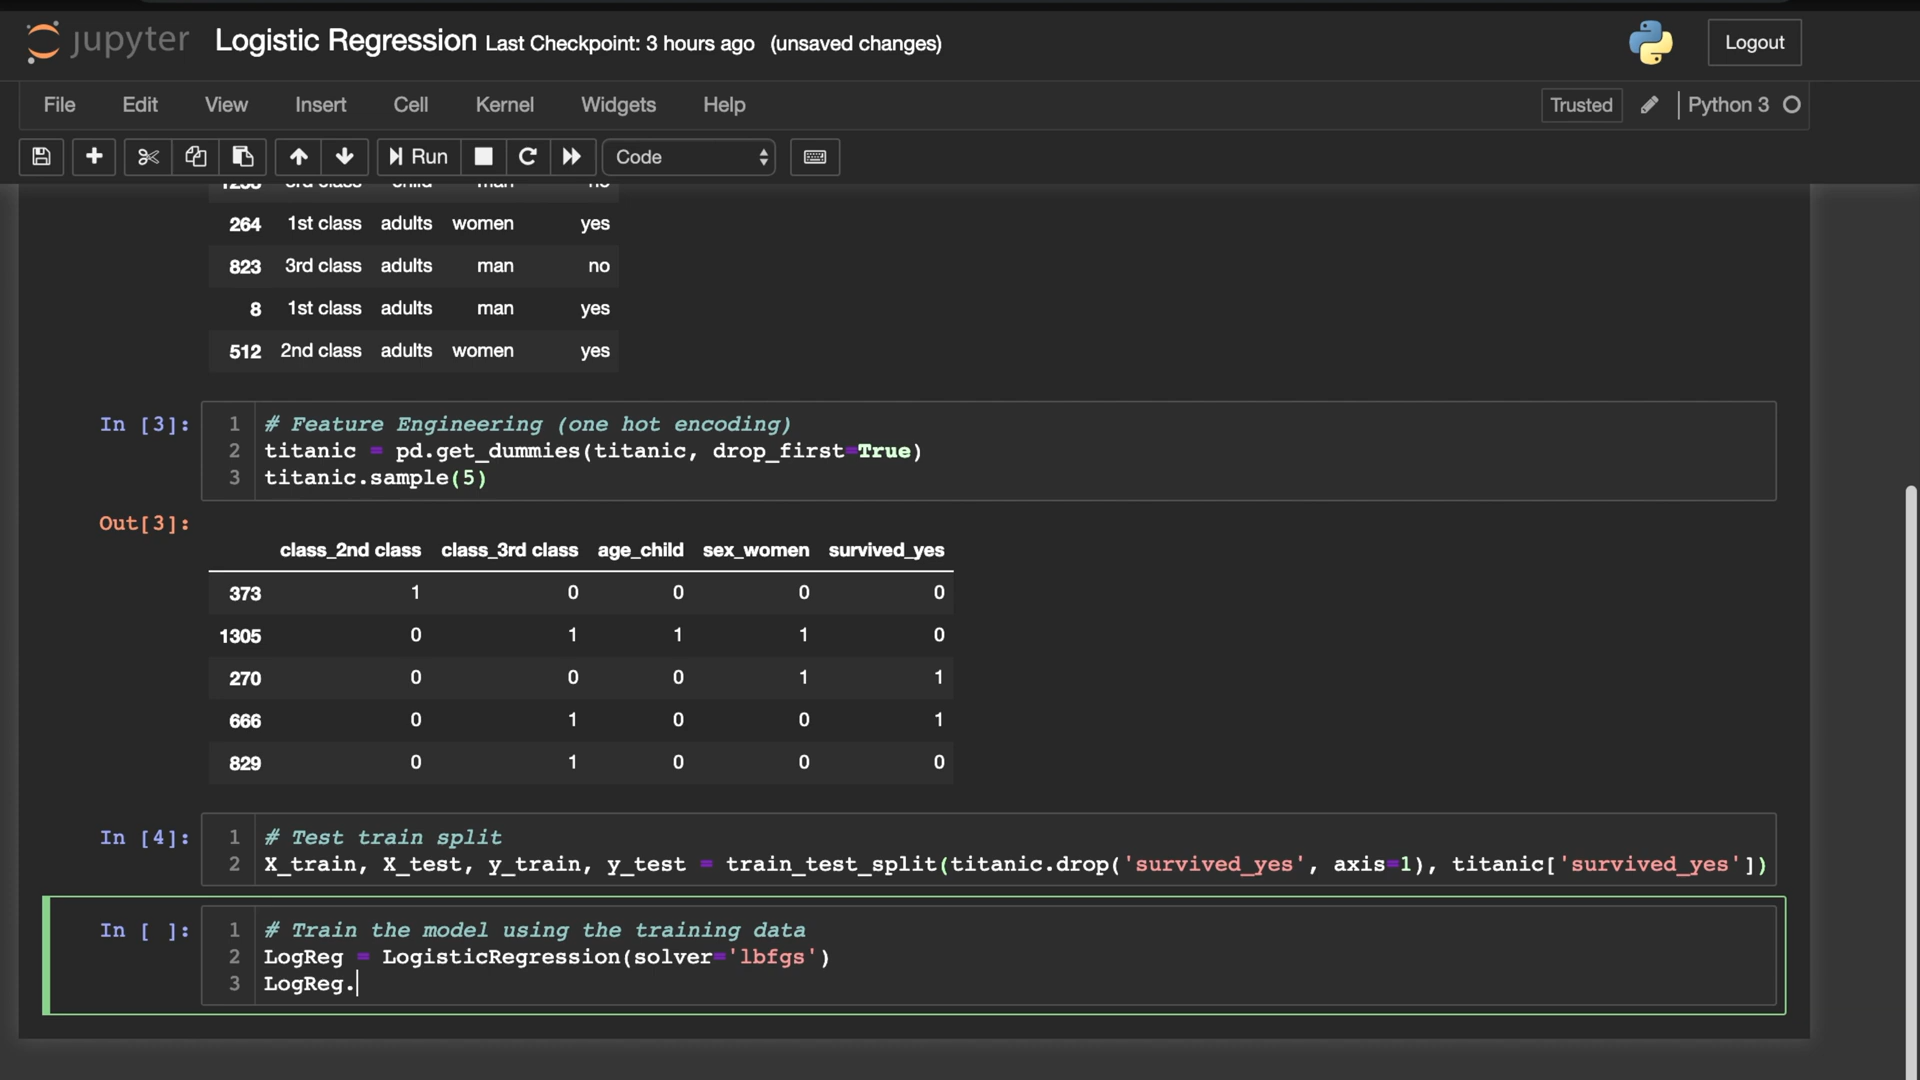 jupyter Logistic Regression Last Checkpoint: 3 hours ago (unsaved changes) Logout
File Edit View Insert Cell Kernel Widgets Help Trusted Python 3
Run Code
264 1st class adults women yes
823 3rd class adults man no
8 1st class adults man yes
512 2nd class adults women yes
In [3]:
1 # Feature Engineering (one hot encoding)
2 titanic = pd.get_dummies(titanic, drop_first=True)
3 titanic.sample(5)
Out[3]:
class_2nd class class_3rd class age_child sex_women survived_yes
373 1 0 0 0 0
1305 0 1 1 1 0
270 0 0 0 1 1
666 0 1 0 0 1
829 0 1 0 0 0
In [4]:
1 # Test train split
2 X_train, X_test, y_train, y_test = train_test_split(titanic.drop('survived_yes', axis=1), titanic['survived_yes'])
In [ ]:
1 # Train the model using the training data
2 LogReg = LogisticRegression(solver='lbfgs')
3 LogReg.